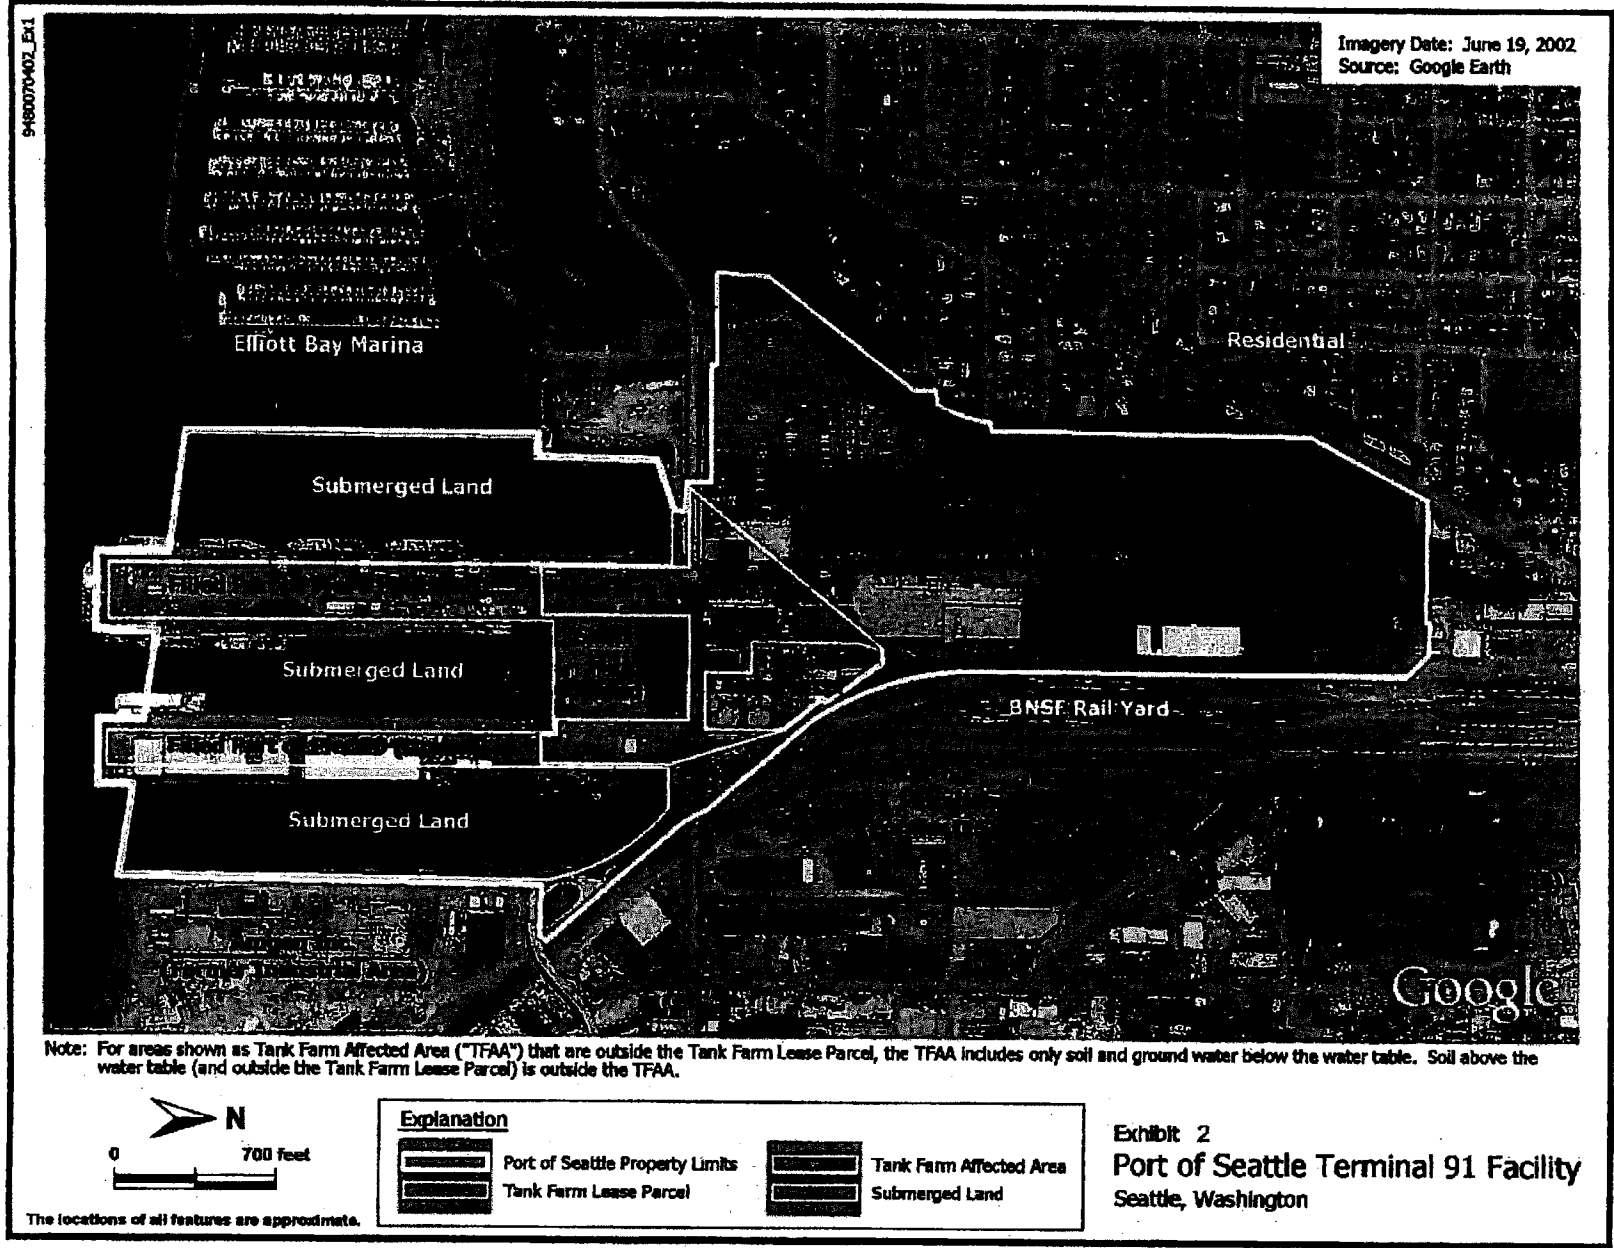 9480070402_Ex1
Imagery Date: June 19, 2002
Source: Google Earth
Elliott Bay Marina
Residential
Submerged Land
Submerged Land
BNSF Rail Yard
Submerged Land
Google
Note: For areas shown as Tank Farm Affected Area ("TFAA") that are outside the Tank Farm Lease Parcel, the TFAA includes only soil and ground water below the water table. Soil above the
water table (and outside the Tank Farm Lease Parcel) is outside the TFAA.
N
0 700 feet
The locations of all features are approximate.
Explanation
Port of Seattle Property Limits
Tank Farm Lease Parcel
Tank Farm Affected Area
Submerged Land
Exhibit 2
Port of Seattle Terminal 91 Facility
Seattle, Washington